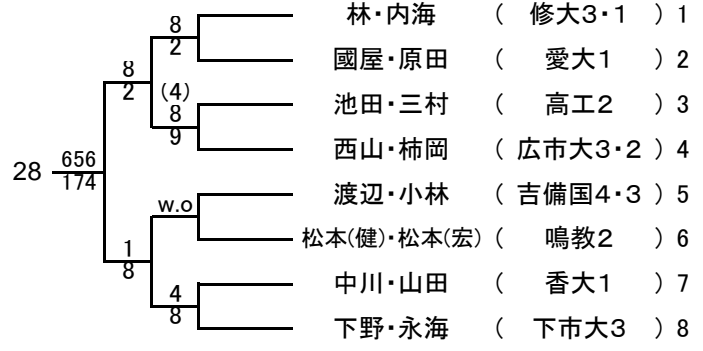 8
2
林・内海 ( 修大3・1 ) 1
國屋・原田 ( 愛大1 ) 2
8
2
(4)
8
9
池田・三村 ( 高工2 ) 3
西山・柿岡 ( 広市大3・2 ) 4
28
656
174
w.o
渡辺・小林 ( 吉備国4・3 ) 5
松本(健)・松本(宏) ( 鳴教2 ) 6
1
8
4
8
中川・山田 ( 香大1 ) 7
下野・永海 ( 下市大3 ) 8